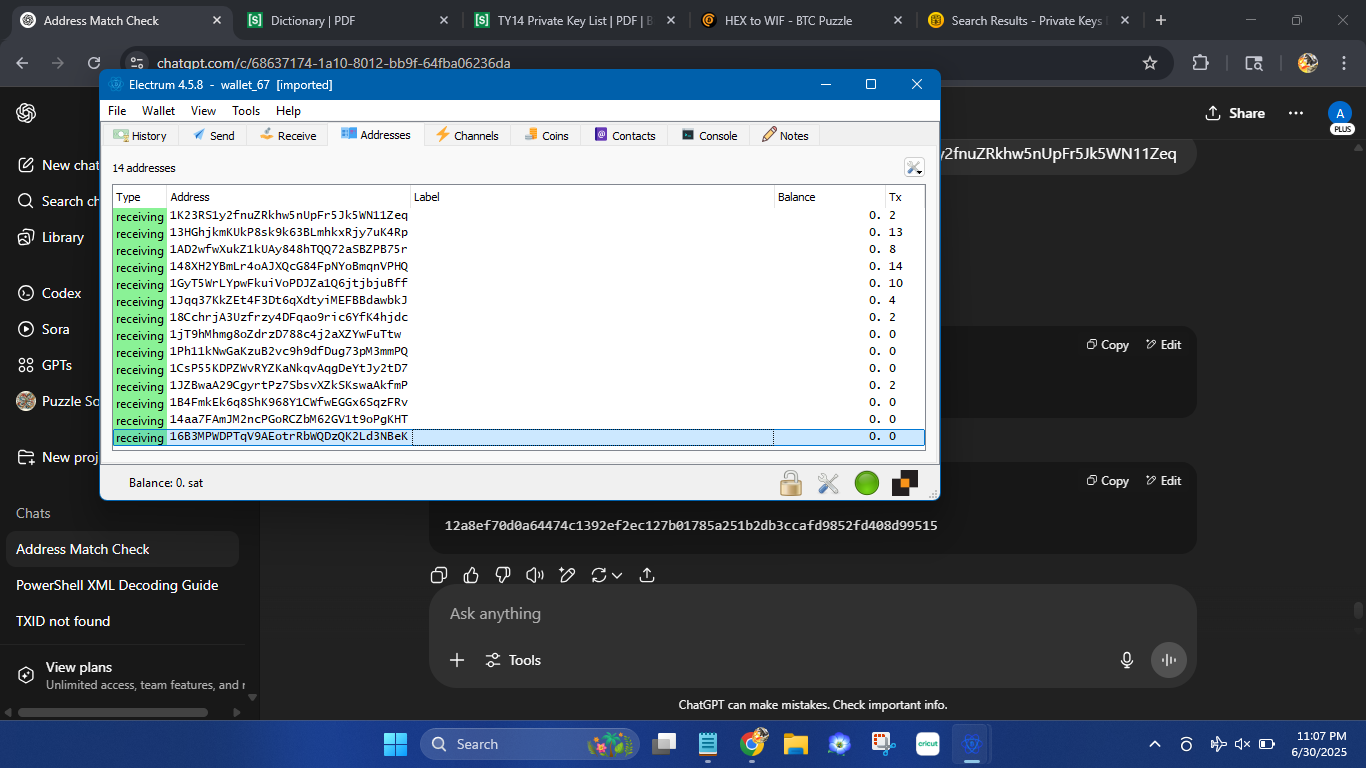 Address Match Check
Dictionary | PDF
TY14 Private Key List | PDF | B
HEX to WIF - BTC Puzzle
Search Results - Private Keys
chatgpt.com/c/68637174-1a10-8012-bb9f-64fba06236da
Electrum 4.5.8 - wallet_67 [imported]
File Wallet View Tools Help
History Send Receive Addresses Channels Coins Contacts Console Notes
14 addresses
Type Address Label Balance Tx
receiving 1K23RS1y2fnuZRkhw5nUpFr5Jk5WN11Zeq 0. 2
receiving 13HGhjkmKUkP8sk9k63BLmhkxRjy7uK4Rp 0. 13
receiving 1AD2wfwXukZ1kUAy848hTQQ72aSBZPB75r 0. 8
receiving 148XH2YBmLr4oAJXQcG84FpNYoBmqnVPHQ 0. 14
receiving 1GyT5WrLYpwFkuiVoPDJZa1Q6jtjbjuBff 0. 10
receiving 1Jqq37KkZEt4F3Dt6qXdtyiMEFBBdawbkJ 0. 4
receiving 18CchrjA3Uzfrzy4DFqao9ric6YfK4hjdc 0. 2
receiving 1jT9hMhmg8oZdrzD788c4j2aXZYwFuTtw 0. 0
receiving 1Ph11kNwGaKzuB2vc9h9dfDug73pM3mmPQ 0. 0
receiving 1CsP55KDPZWvRYZKaNkqvAqgDeYtJy2tD7 0. 0
receiving 1JZBwaA29CgyrtPz7SbsvXZkSKswaAkfmP 0. 2
receiving 1B4FmkEk6q8ShK968Y1CWfwEGGx6SqzFRv 0. 0
receiving 14aa7FAmJM2ncPGoRCZbM62GV1t9oPgKHT 0. 0
receiving 16B3MPWDPTqV9AEotrRbWQDzQK2Ld3NBeK 0. 0
Balance: 0. sat
Share
A
PLUS
y2fnuZRkhw5nUpFr5Jk5WN11Zeq
Copy Edit
Copy Edit
12a8ef70d0a64474c1392ef2ec127b01785a251b2db3ccafd9852fd408d99515
New chat
Search ch
Library
Codex
Sora
GPTs
Puzzle So
New proj
Chats
Address Match Check
PowerShell XML Decoding Guide
TXID not found
View plans
Unlimited access, team features, and r
Ask anything
Tools
ChatGPT can make mistakes. Check important info.
Search
cricut
11:07 PM
6/30/2025